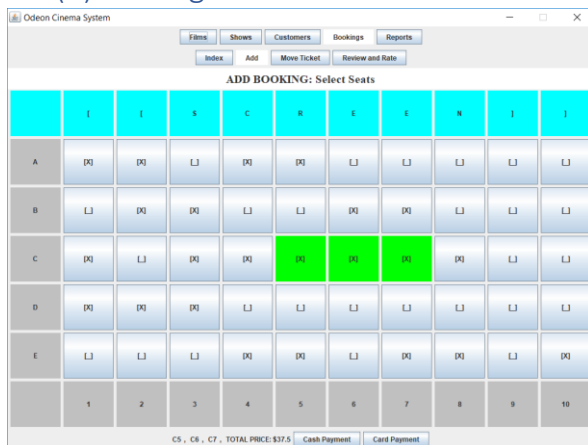 Odeon Cinema System
Films Shows Customers Bookings Reports
Index Add Move Ticket Review and Rate
ADD BOOKING: Select Seats
[ [ S C R E E N ] ]
A [X] [X] [_] [X] [X] [_] [_] [_] [_] [_]
B [_] [X] [X] [_] [_] [X] [X] [_] [_] [_]
C [X] [_] [X] [X] [X] [X] [X] [X] [_] [_]
D [X] [X] [X] [_] [_] [_] [_] [_] [_] [_]
E [_] [_] [_] [X] [X] [_] [X] [X] [_] [X]
1 2 3 4 5 6 7 8 9 10
C5 , C6 , C7 , TOTAL PRICE: $37.5 Cash Payment Card Payment